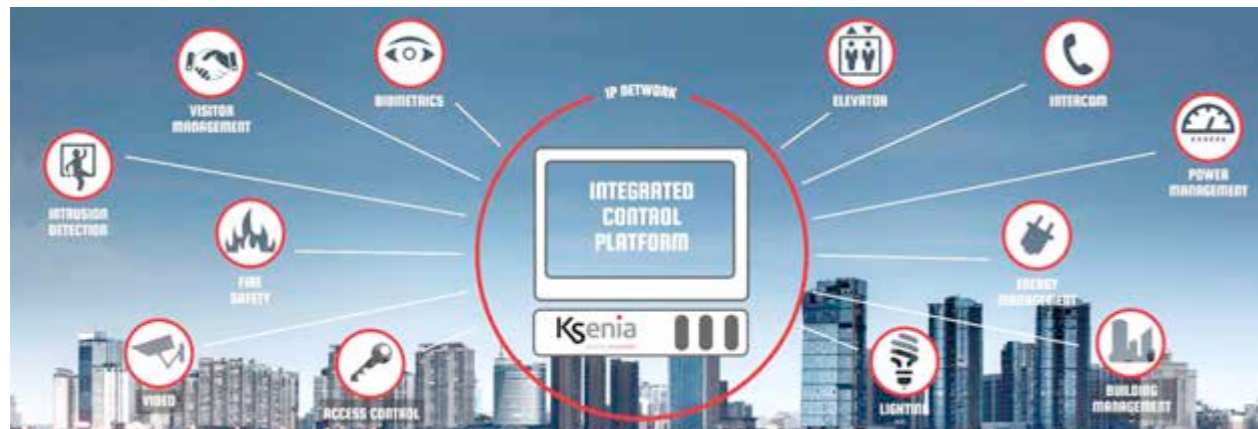 IP NETWORK
BIOMETRICS
ELEVATOR
INTERCOM
VISITOR
MANAGEMENT
POWER
MANAGEMENT
INTEGRATED
CONTROL
PLATFORM
INTRUSION
DETECTION
FIRE
SAFETY
ENERGY
MANAGEMENT
Ksenia
VIDEO
ACCESS CONTROL
LIGHTING
BUILDING
MANAGEMENT